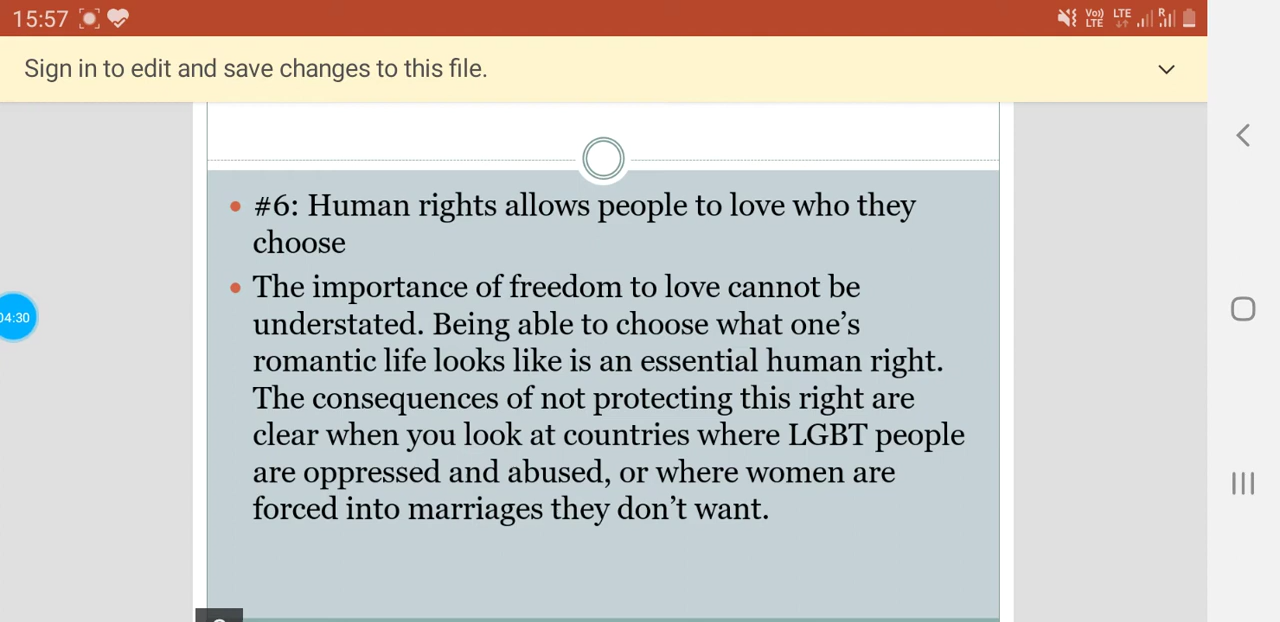 15:57
Vo)) LTE LTE R
Sign in to edit and save changes to this file.
#6: Human rights allows people to love who they
choose
The importance of freedom to love cannot be
understated. Being able to choose what one’s
04:30
romantic life looks like is an essential human right.
The consequences of not protecting this right are
clear when you look at countries where LGBT people
are oppressed and abused, or where women are
forced into marriages they don’t want.